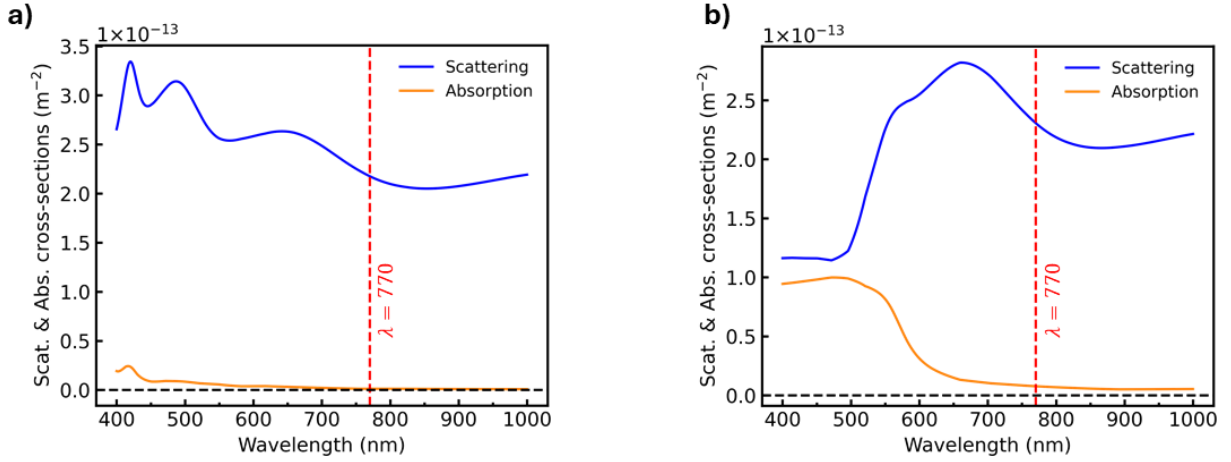 a)
1×10⁻¹³
3.5
3.0
2.5
2.0
1.5
1.0
0.5
0.0
Scat. & Abs. cross-sections (m⁻²)
Scattering
Absorption
λ = 770
400 500 600 700 800 900 1000
Wavelength (nm)
b)
1×10⁻¹³
2.5
2.0
1.5
1.0
0.5
0.0
Scat. & Abs. cross-sections (m⁻²)
Scattering
Absorption
λ = 770
400 500 600 700 800 900 1000
Wavelength (nm)